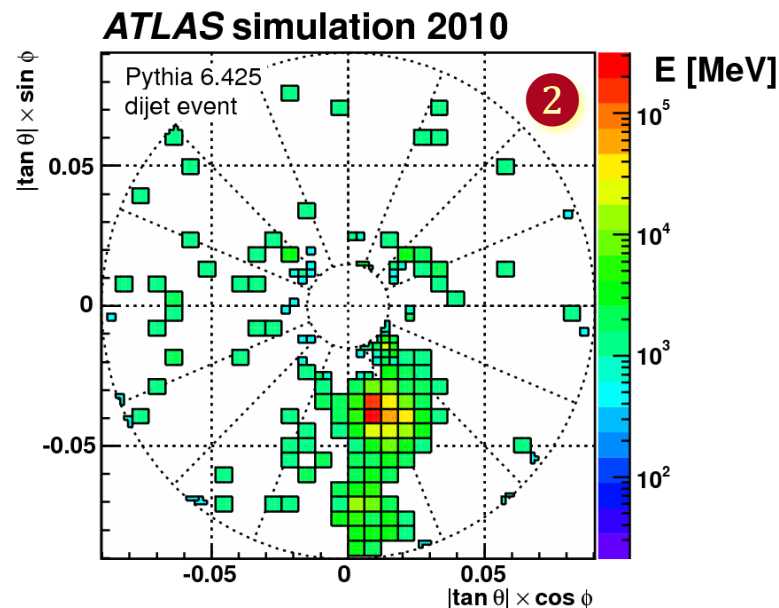 ATLAS simulation 2010
Pythia 6.425
dijet event
2
E [MeV]
10⁵
10⁴
10³
10²
|tan θ| × sin ϕ
0.05
0
-0.05
-0.05
0
0.05
|tan θ| × cos ϕ